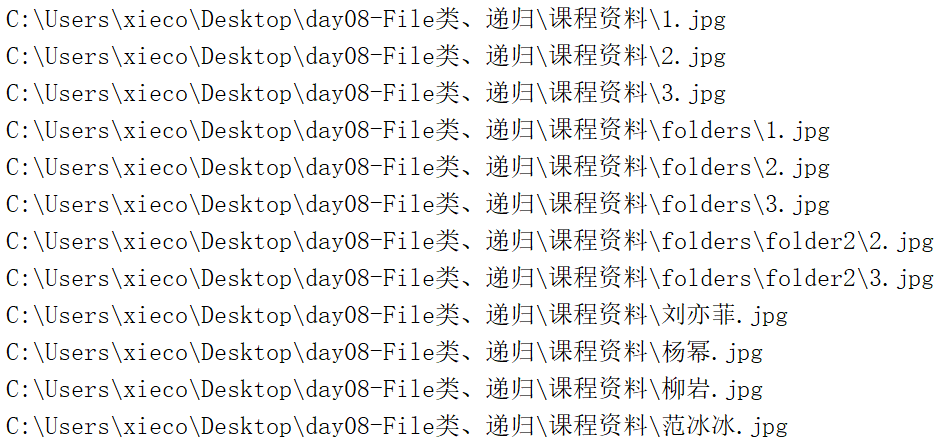 C:\Users\xieco\Desktop\day08-File类、递归\课程资料\1.jpg
C:\Users\xieco\Desktop\day08-File类、递归\课程资料\2.jpg
C:\Users\xieco\Desktop\day08-File类、递归\课程资料\3.jpg
C:\Users\xieco\Desktop\day08-File类、递归\课程资料\folders\1.jpg
C:\Users\xieco\Desktop\day08-File类、递归\课程资料\folders\2.jpg
C:\Users\xieco\Desktop\day08-File类、递归\课程资料\folders\3.jpg
C:\Users\xieco\Desktop\day08-File类、递归\课程资料\folders\folder2\2.jpg
C:\Users\xieco\Desktop\day08-File类、递归\课程资料\folders\folder2\3.jpg
C:\Users\xieco\Desktop\day08-File类、递归\课程资料\刘亦菲.jpg
C:\Users\xieco\Desktop\day08-File类、递归\课程资料\杨幂.jpg
C:\Users\xieco\Desktop\day08-File类、递归\课程资料\柳岩.jpg
C:\Users\xieco\Desktop\day08-File类、递归\课程资料\范冰冰.jpg